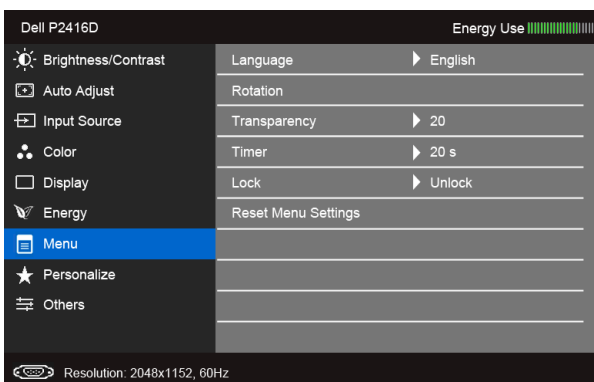 Dell P2416D Energy Use
Brightness/Contrast Language English
Auto Adjust Rotation
Input Source Transparency 20
Color Timer 20 s
Display Lock Unlock
Energy Reset Menu Settings
Menu
Personalize
Others
Resolution: 2048x1152, 60Hz